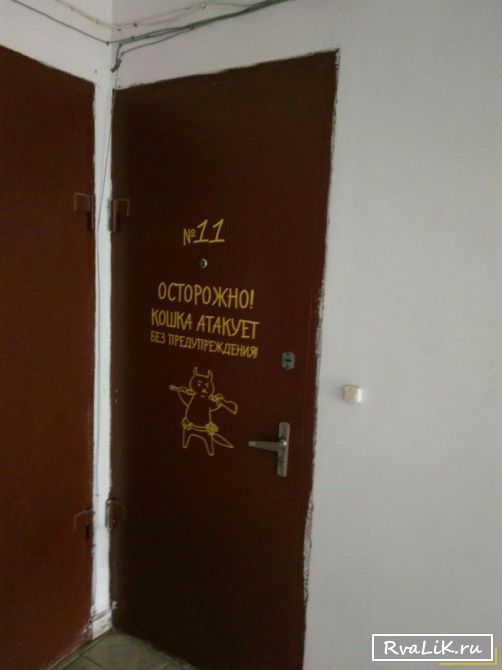 №11
ОСТОРОЖНО!
КОШКА АТАКУЕТ
БЕЗ ПРЕДУПРЕЖДЕНИЯ!
RvaLiK.ru